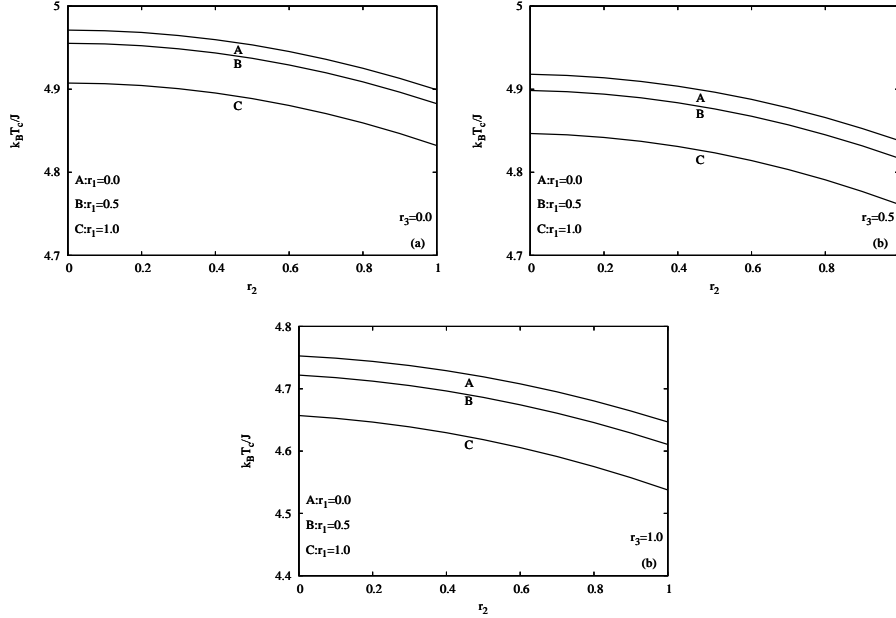 5
4.9
4.8
4.7
k_BT_c/J
A
B
C
A:r_1=0.0
B:r_1=0.5
C:r_1=1.0
r_3=0.0
(a)
0 0.2 0.4 0.6 0.8 1
r_2
5
4.9
4.8
4.7
k_BT_c/J
A
B
C
A:r_1=0.0
B:r_1=0.5
C:r_1=1.0
r_3=0.5
(b)
0 0.2 0.4 0.6 0.8
r_2
4.8
4.7
4.6
4.5
4.4
k_BT_c/J
A
B
C
A:r_1=0.0
B:r_1=0.5
C:r_1=1.0
r_3=1.0
(b)
0 0.2 0.4 0.6 0.8 1
r_2